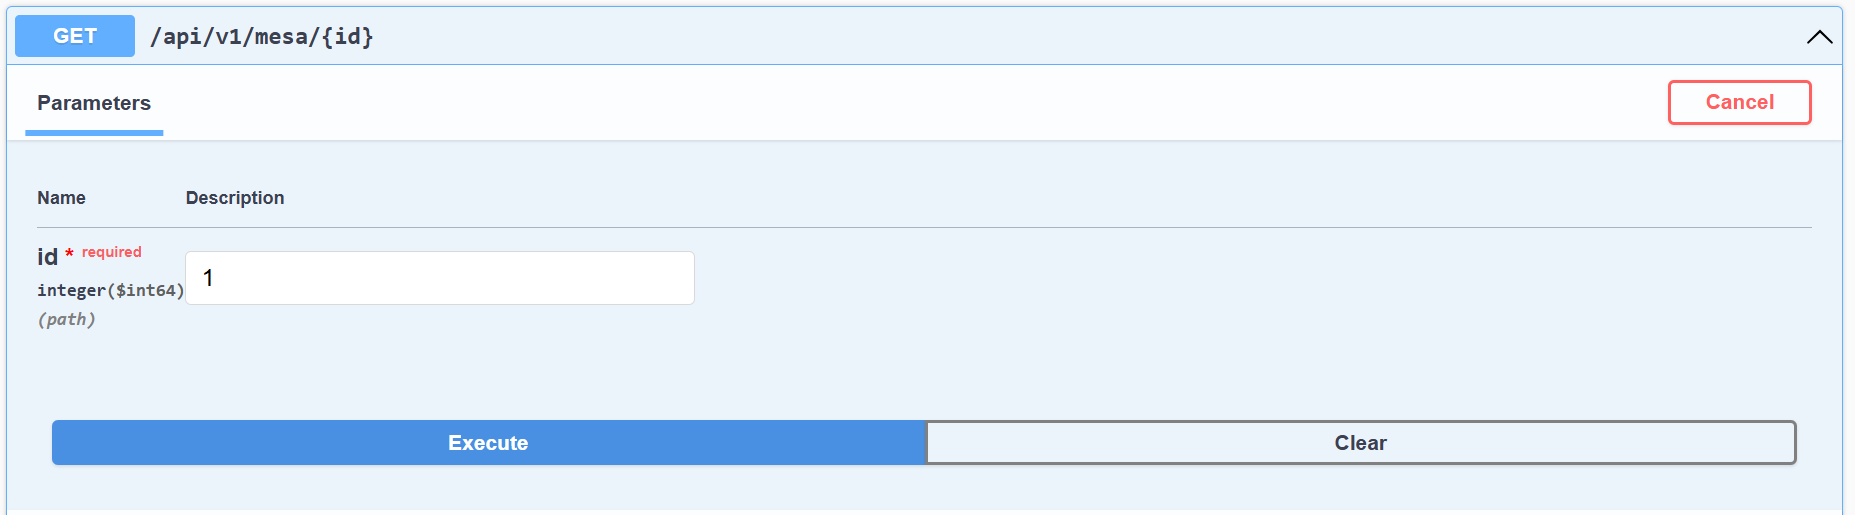 GET /api/v1/mesa/{id}
Parameters Cancel
Name Description
id * required
integer($int64)
(path)
1
Execute Clear